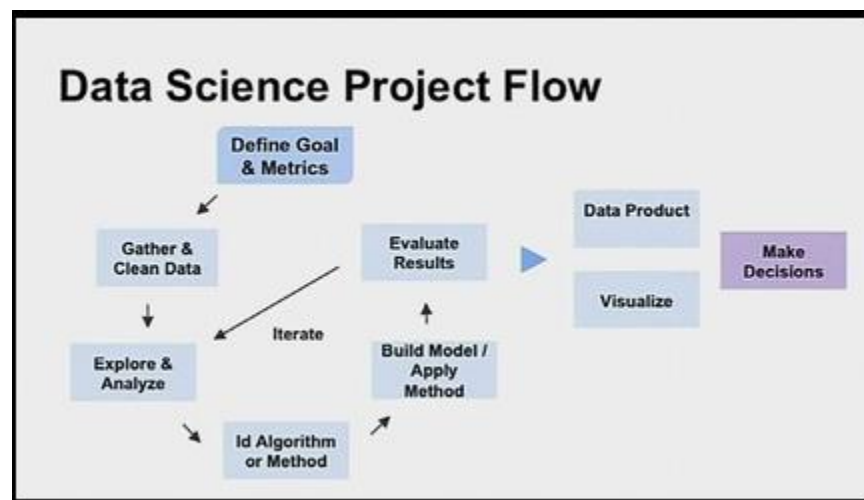 Data Science Project Flow
Define Goal
& Metrics
Gather &
Clean Data
Explore &
Analyze
Id Algorithm
or Method
Build Model /
Apply
Method
Evaluate
Results
Iterate
Data Product
Visualize
Make
Decisions